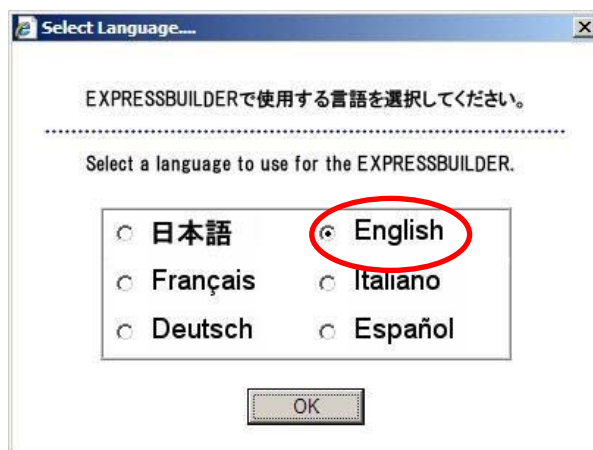 Select Language....
EXPRESSBUILDERで使用する言語を選択してください。
Select a language to use for the EXPRESSBUILDER.
日本語 English
Français Italiano
Deutsch Español
OK